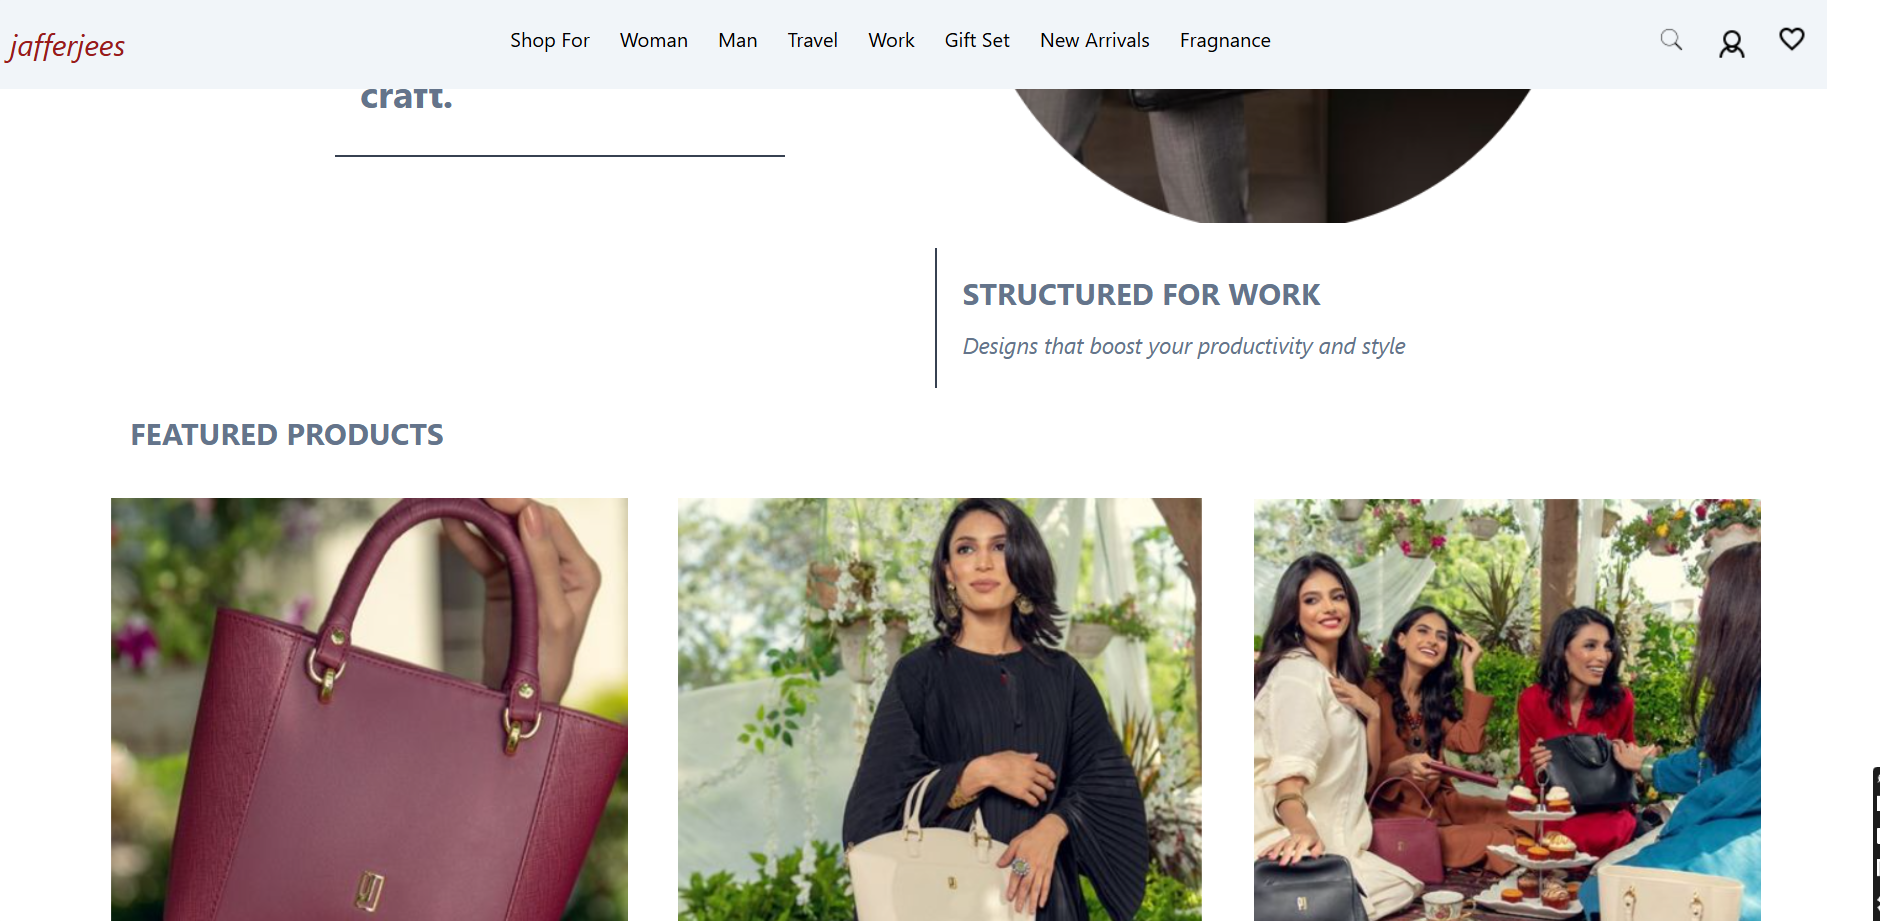 jafferjees
Shop For Woman Man Travel Work Gift Set New Arrivals Fragnance
craft.
STRUCTURED FOR WORK
Designs that boost your productivity and style
FEATURED PRODUCTS